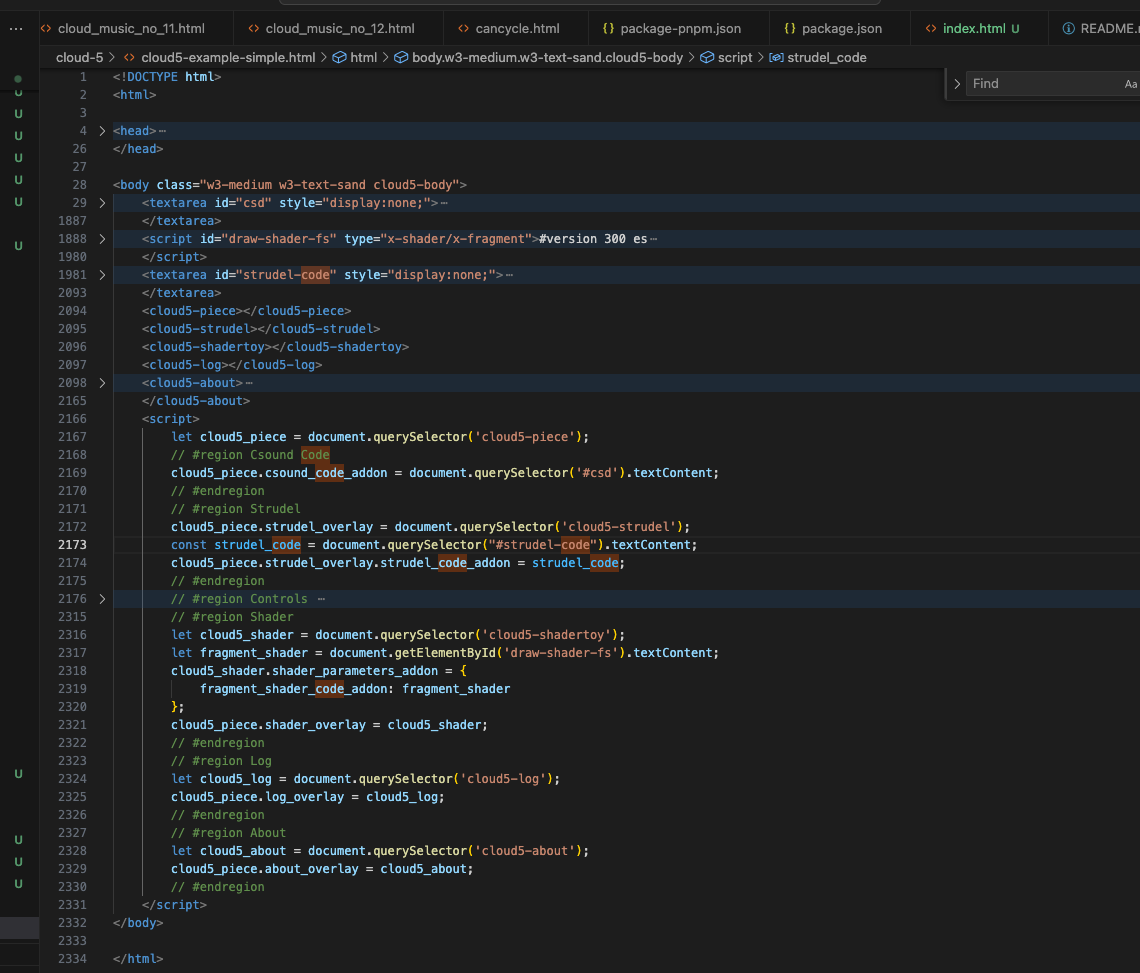 ··· <> cloud_music_no_11.html <> cloud_music_no_12.html <> cancycle.html {} package-pnpm.json {} package.json <> index.html U ⓘ README.
cloud-5 > <> cloud5-example-simple.html > html > body.w3-medium.w3-text-sand.cloud5-body > script > strudel_code
> Find Aa
1 <!DOCTYPE html>
2 <html>
3
4 > <head>···
26 </head>
27
28 <body class="w3-medium w3-text-sand cloud5-body">
29 > <textarea id="csd" style="display:none;">···
1887 </textarea>
1888 > <script id="draw-shader-fs" type="x-shader/x-fragment">#version 300 es···
1980 </script>
1981 > <textarea id="strudel-code" style="display:none;">···
2093 </textarea>
2094 <cloud5-piece></cloud5-piece>
2095 <cloud5-strudel></cloud5-strudel>
2096 <cloud5-shadertoy></cloud5-shadertoy>
2097 <cloud5-log></cloud5-log>
2098 > <cloud5-about>···
2165 </cloud5-about>
2166 <script>
2167 let cloud5_piece = document.querySelector('cloud5-piece');
2168 // #region Csound Code
2169 cloud5_piece.csound_code_addon = document.querySelector('#csd').textContent;
2170 // #endregion
2171 // #region Strudel
2172 cloud5_piece.strudel_overlay = document.querySelector('cloud5-strudel');
2173 const strudel_code = document.querySelector("#strudel-code").textContent;
2174 cloud5_piece.strudel_overlay.strudel_code_addon = strudel_code;
2175 // #endregion
2176 > // #region Controls ···
2315 // #region Shader
2316 let cloud5_shader = document.querySelector('cloud5-shadertoy');
2317 let fragment_shader = document.getElementById('draw-shader-fs').textContent;
2318 cloud5_shader.shader_parameters_addon = {
2319 fragment_shader_code_addon: fragment_shader
2320 };
2321 cloud5_piece.shader_overlay = cloud5_shader;
2322 // #endregion
2323 // #region Log
2324 let cloud5_log = document.querySelector('cloud5-log');
2325 cloud5_piece.log_overlay = cloud5_log;
2326 // #endregion
2327 // #region About
2328 let cloud5_about = document.querySelector('cloud5-about');
2329 cloud5_piece.about_overlay = cloud5_about;
2330 // #endregion
2331 </script>
2332 </body>
2333
2334 </html>
U
U
U
U
U
U
U
U
U
U
U